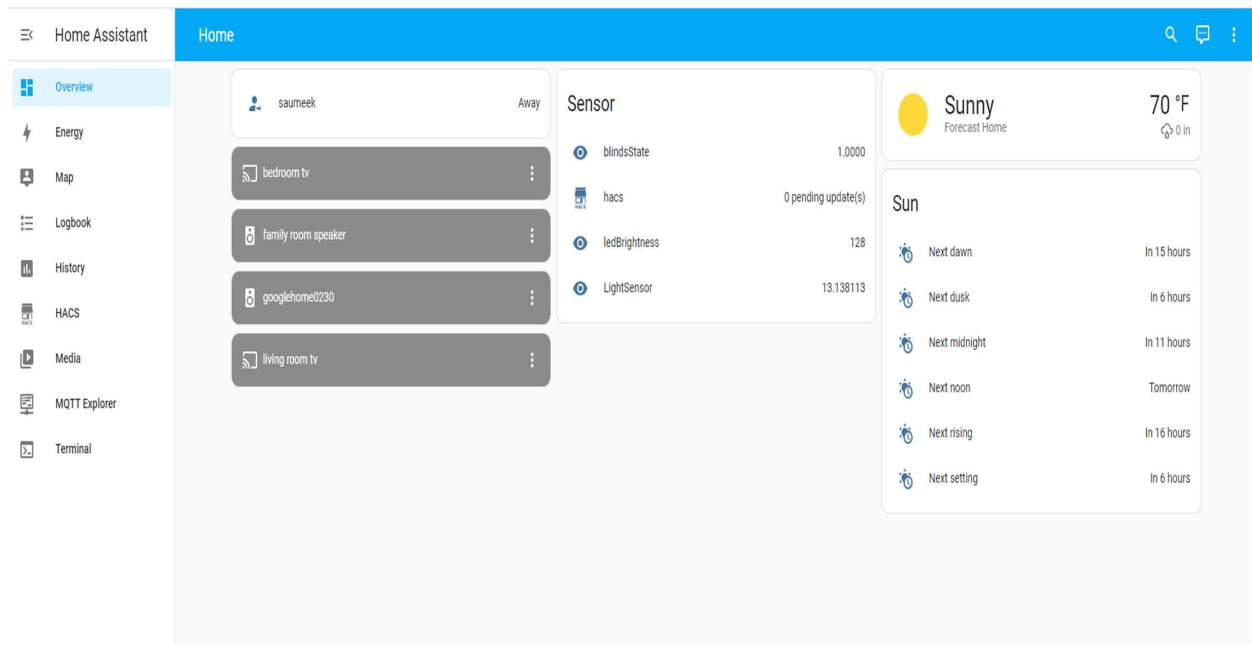 Home Assistant
Home
Overview
Energy
Map
Logbook
History
HACS
HACS
Media
MQTT Explorer
Terminal
saumeek Away
bedroom tv
family room speaker
googlehome0230
living room tv
Sensor
blindsState 1.0000
HACS
hacs 0 pending update(s)
ledBrightness 128
LightSensor 13.138113
Sunny 70 °F
Forecast Home 0 in
Sun
Next dawn In 15 hours
Next dusk In 6 hours
Next midnight In 11 hours
Next noon Tomorrow
Next rising In 16 hours
Next setting In 6 hours